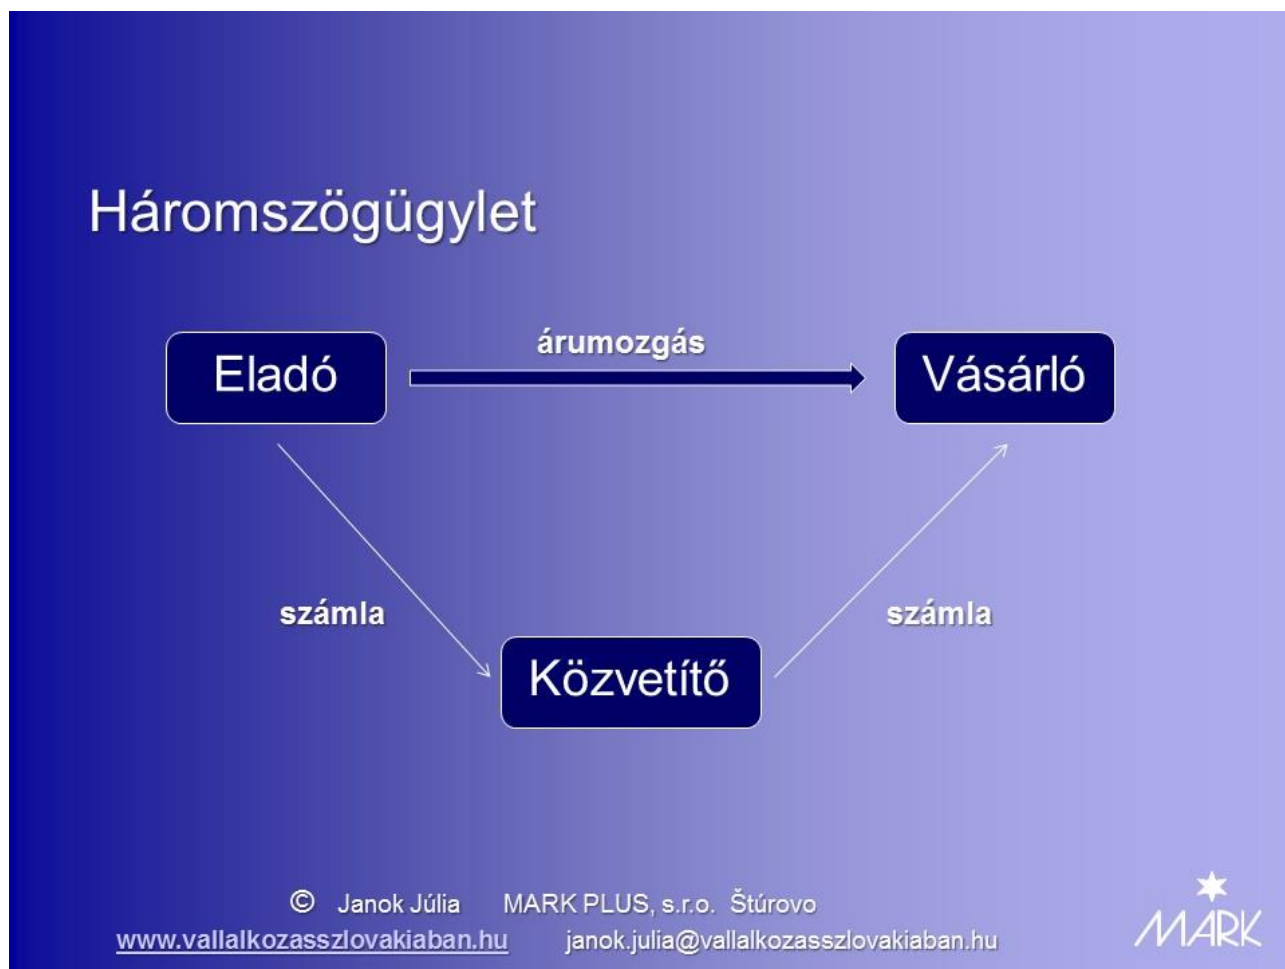 Háromszögügylet
árumozgás
Eladó
Vásárló
számla
számla
Közvetítő
© Janok Júlia MARK PLUS, s.r.o. Štúrovo
www.vallalkozasszlovakiaban.hu janok.julia@vallalkozasszlovakiaban.hu
MARK